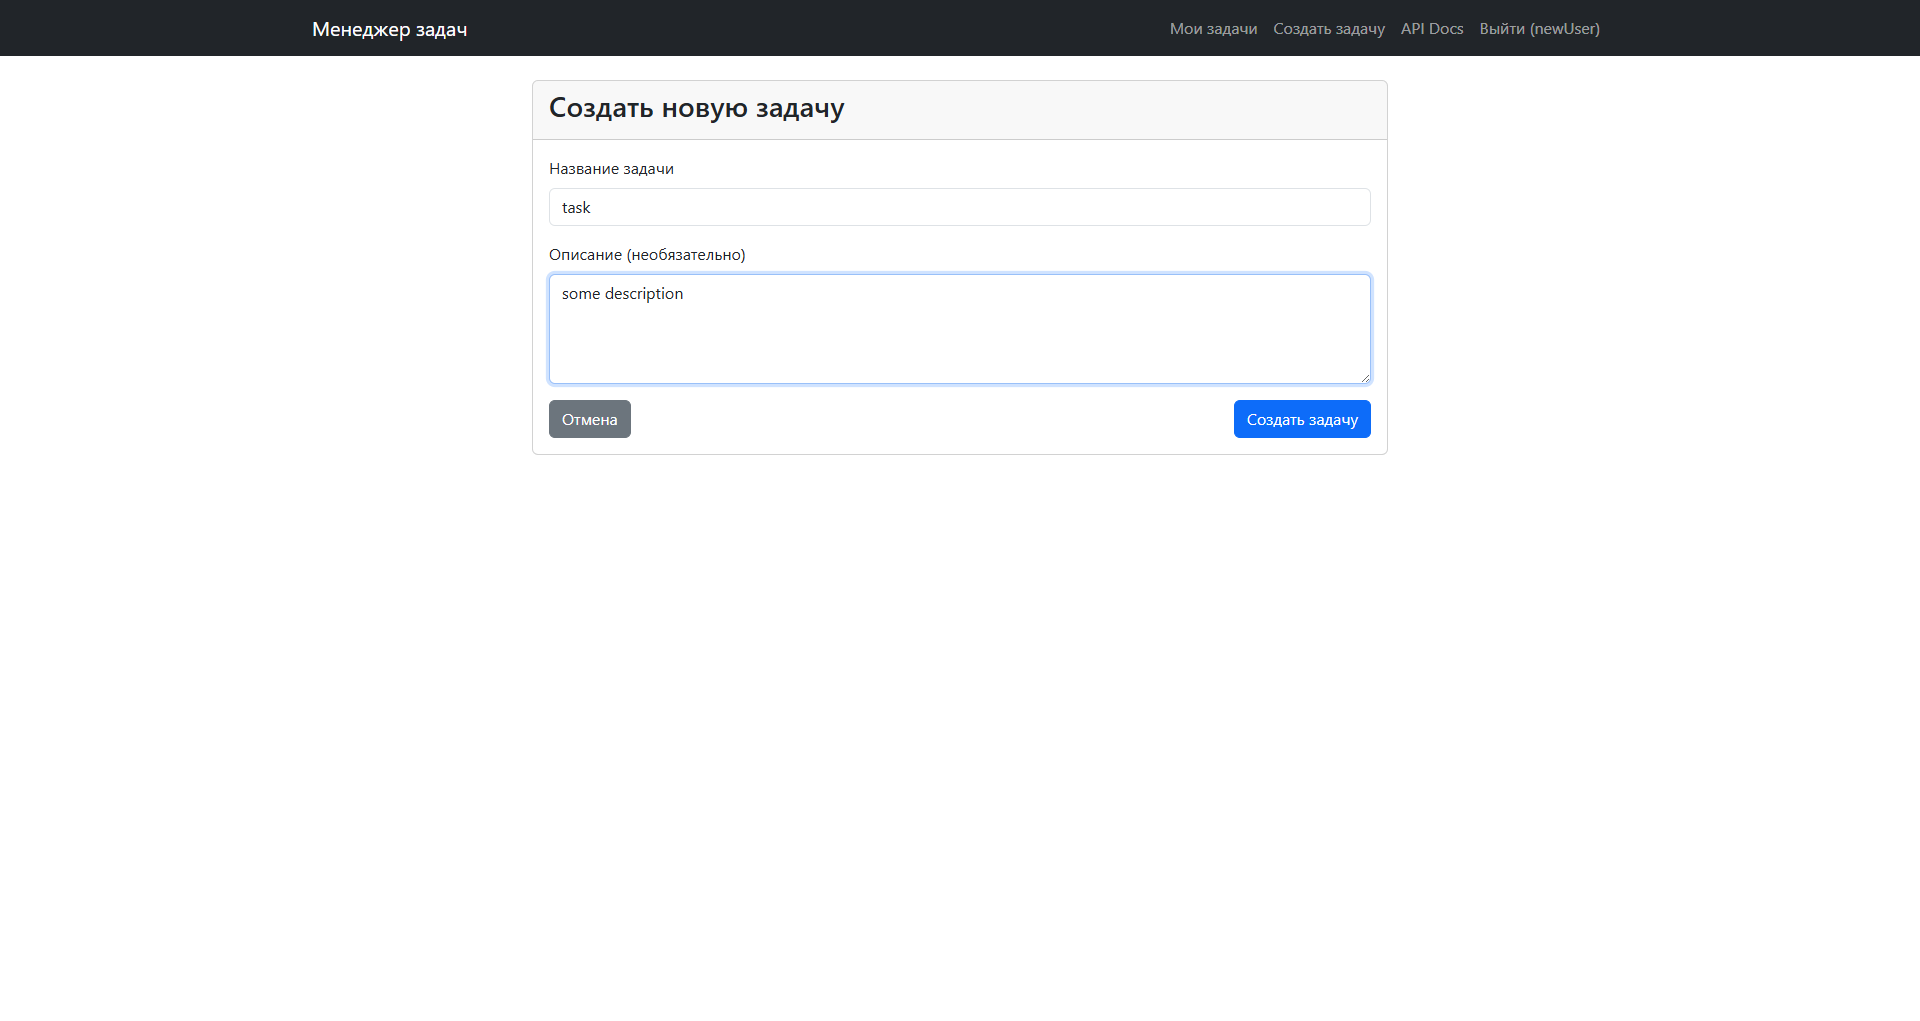 Менеджер задач
Мои задачи Создать задачу API Docs Выйти (newUser)
Создать новую задачу
Название задачи
task
Описание (необязательно)
some description
Отмена
Создать задачу